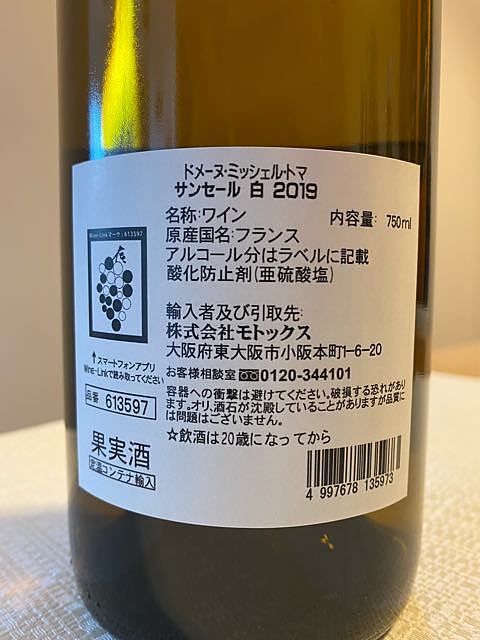 ドメーヌ・ミッシェル・トマ
サンセール 白 2019
名称:ワイン 内容量: 750ml
原産国名:フランス
アルコール分はラベルに記載
酸化防止剤(亜硫酸塩)
Wine-Linkマーク:613597
輸入者及び引取先:
株式会社モトックス
大阪府東大阪市小阪本町1-6-20
↑スマートフォンアプリ
Wine-Linkで読み取ってください
お客様相談室 0120-344101
品番 613597
容器への衝撃は避けてください。破損する恐れがあり
ます。オリ、酒石が沈殿していることがありますが品質に
は問題はございません。
☆飲酒は20歳になってから
果実酒
定温コンテナ輸入
4 997678 135973